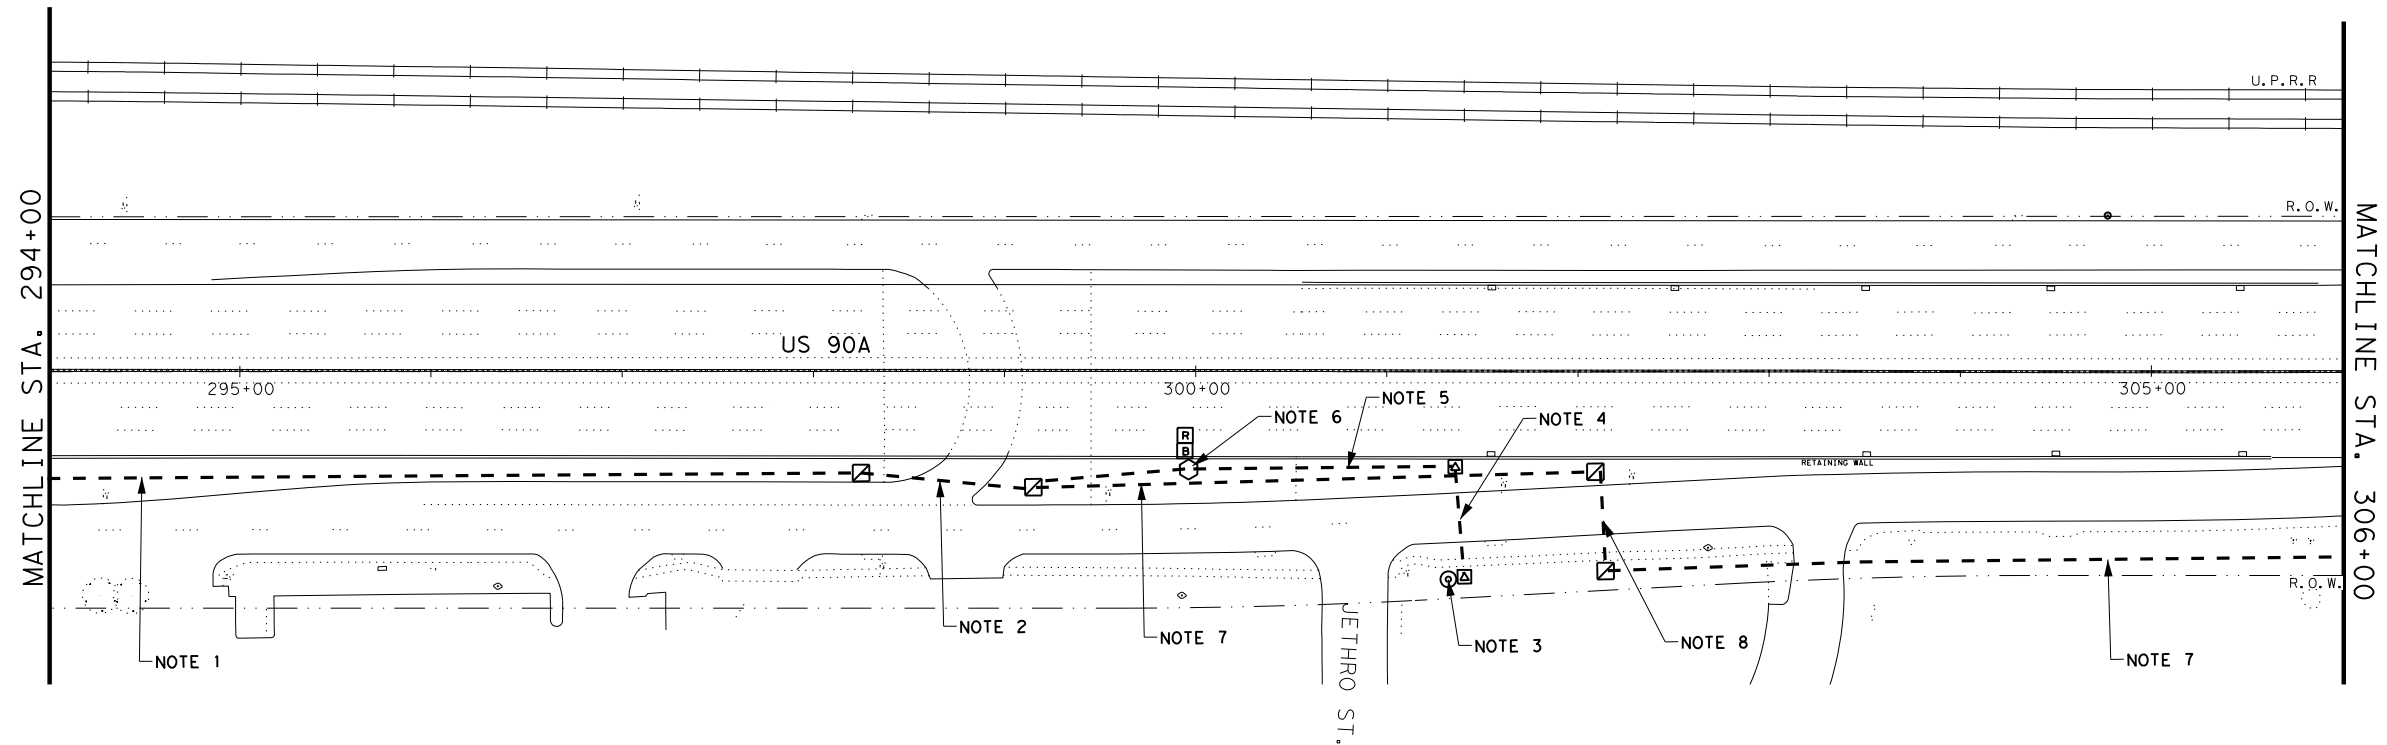 U.P.R.R
R.O.W.
MATCHLINE STA. 294+00
MATCHLINE STA. 306+00
US 90A
295+00
300+00
305+00
NOTE 5
NOTE 6
NOTE 4
R
B
RETAINING WALL
R.O.W.
NOTE 1
NOTE 2
NOTE 7
NOTE 3
NOTE 8
NOTE 7
JETHRO ST.